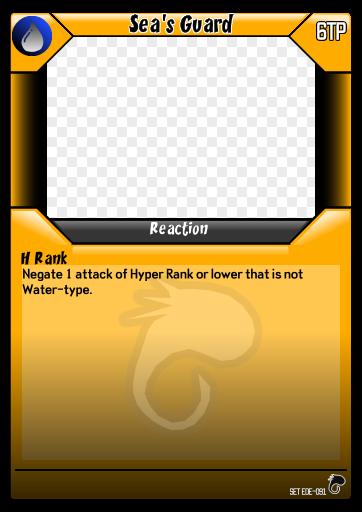 Sea's Guard
6TP
Reaction
H Rank
Negate 1 attack of Hyper Rank or lower that is not
Water-type.
SET EDE-091